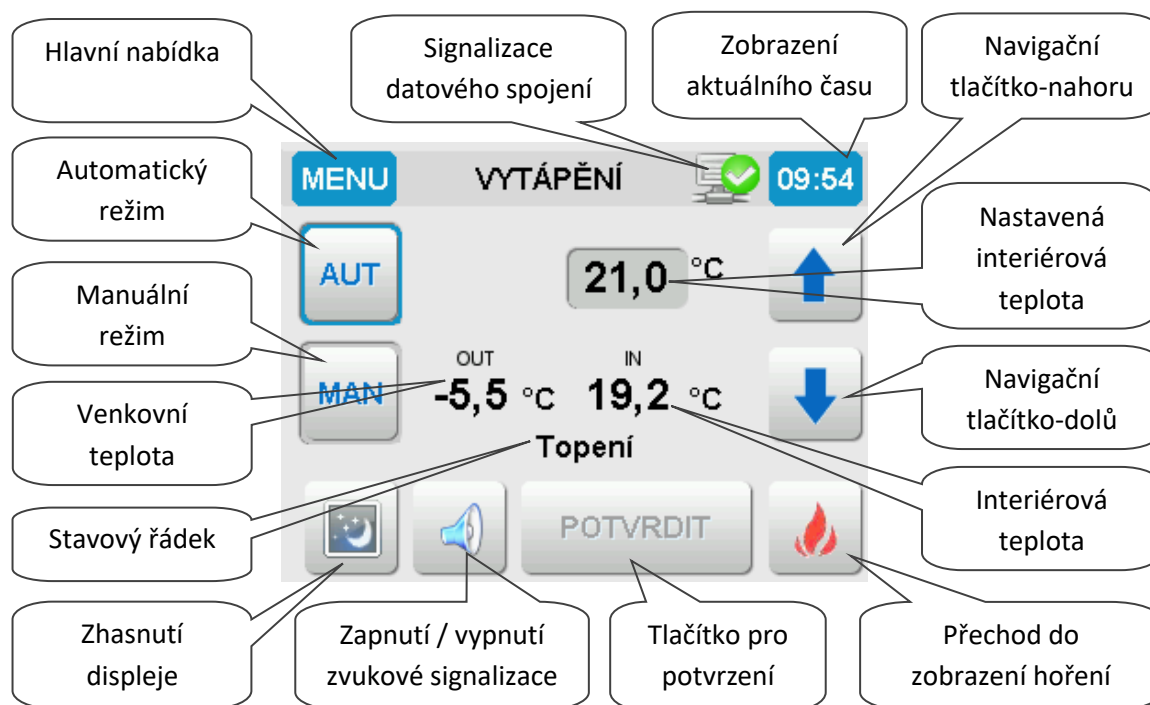 Hlavní nabídka
Signalizace
datového spojení
Zobrazení
aktuálního času
Navigační
tlačítko-nahoru
Automatický
režim
MENU
VYTÁPĚNÍ
09:54
Nastavená
interiérová
teplota
AUT
21,0 °C
Manuální
režim
MAN
OUT
-5,5 °C
IN
19,2 °C
Navigační
tlačítko-dolů
Venkovní
teplota
Topení
Interiérová
teplota
Stavový řádek
POTVRDIT
Zhasnutí
displeje
Zapnutí / vypnutí
zvukové signalizace
Tlačítko pro
potvrzení
Přechod do
zobrazení hoření